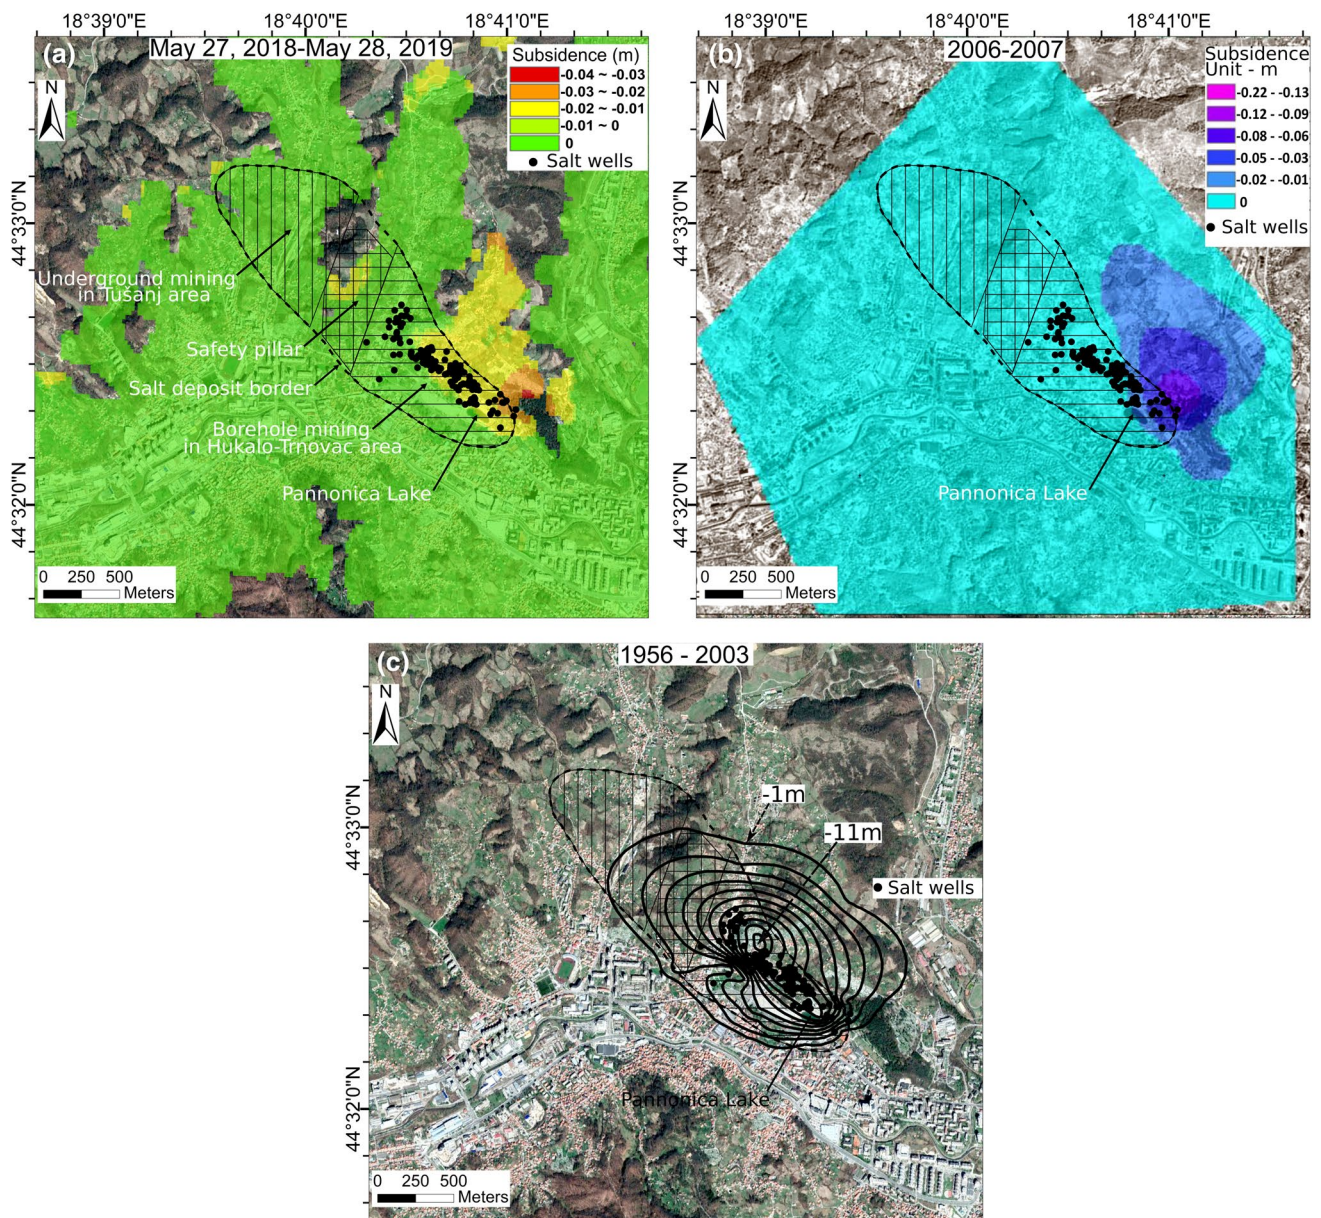 18°39'0"E 18°40'0"E 18°41'0"E
18°39'0"E 18°40'0"E 18°41'0"E
(a)
May 27, 2018-May 28, 2019
N
Subsidence (m)
-0.04 ~ -0.03
-0.03 ~ -0.02
-0.02 ~ -0.01
-0.01 ~ 0
0
Salt wells
44°33'0"N
44°32'0"N
Underground mining
in Tušanj area
Safety pillar
Salt deposit border
Borehole mining
in Hukalo-Trnovac area
Pannonica Lake
0 250 500
Meters
(b)
2006-2007
N
Subsidence
Unit - m
-0.22 - -0.13
-0.12 - -0.09
-0.08 - -0.06
-0.05 - -0.03
-0.02 - -0.01
0
Salt wells
44°33'0"N
44°32'0"N
Pannonica Lake
0 250 500
Meters
(c)
1956 - 2003
N
-1m
-11m
Salt wells
44°33'0"N
44°32'0"N
Pannonica Lake
0 250 500
Meters